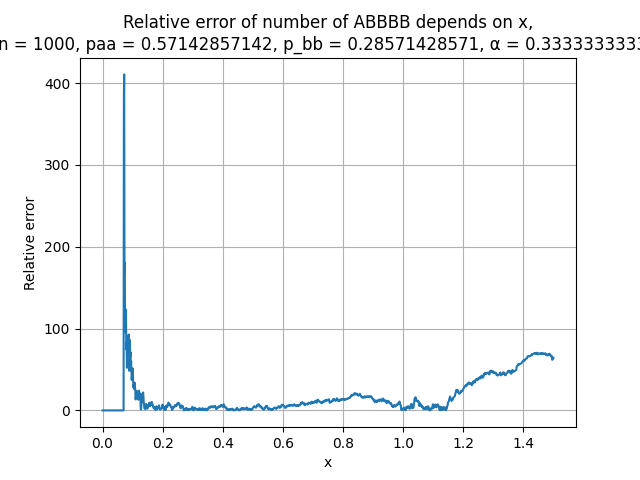 Relative error of number of ABBBB depends on x,
n = 1000, paa = 0.57142857142, p_bb = 0.28571428571, α = 0.3333333333
400
300
200
100
0
Relative error
0.0 0.2 0.4 0.6 0.8 1.0 1.2 1.4
x